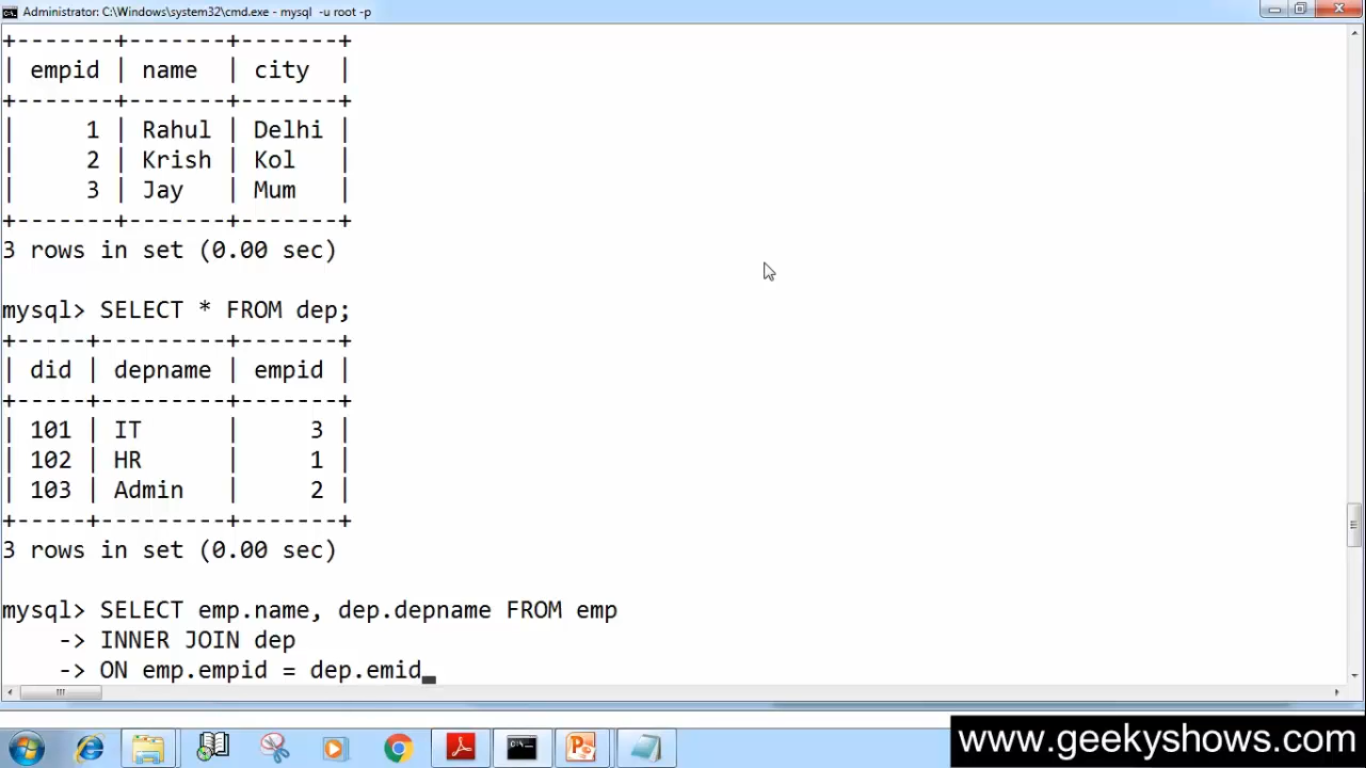 Administrator: C:\Windows\system32\cmd.exe - mysql -u root -p
+-------+-------+-------+
| empid | name  | city  |
+-------+-------+-------+
|     1 | Rahul | Delhi |
|     2 | Krish | Kol   |
|     3 | Jay   | Mum   |
+-------+-------+-------+
3 rows in set (0.00 sec)
mysql> SELECT * FROM dep;
+-----+---------+-------+
| did | depname | empid |
+-----+---------+-------+
| 101 | IT      |     3 |
| 102 | HR      |     1 |
| 103 | Admin   |     2 |
+-----+---------+-------+
3 rows in set (0.00 sec)
mysql> SELECT emp.name, dep.depname FROM emp
    -> INNER JOIN dep
    -> ON emp.empid = dep.emid_
www.geekyshows.com